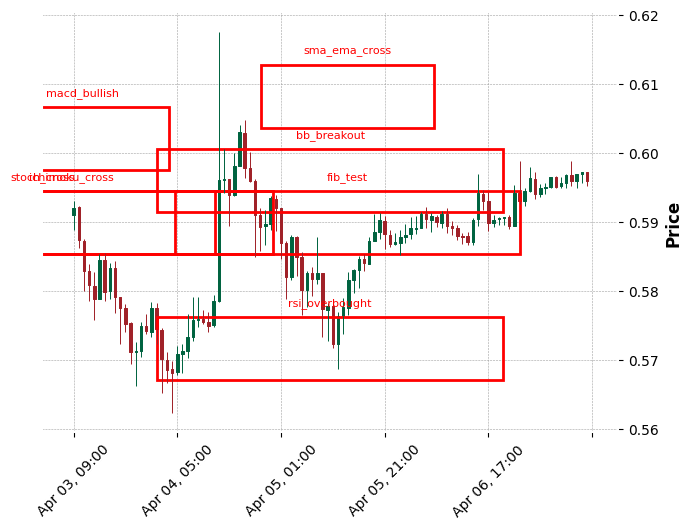 0.62
sma_ema_cross
0.61
macd_bullish
bb_breakout
0.60
fib_test
0.59
Price
0.58
rsi_overbought
0.57
0.56
Apr 03, 09:00
Apr 04, 05:00
Apr 05, 01:00
Apr 05, 21:00
Apr 06, 17:00